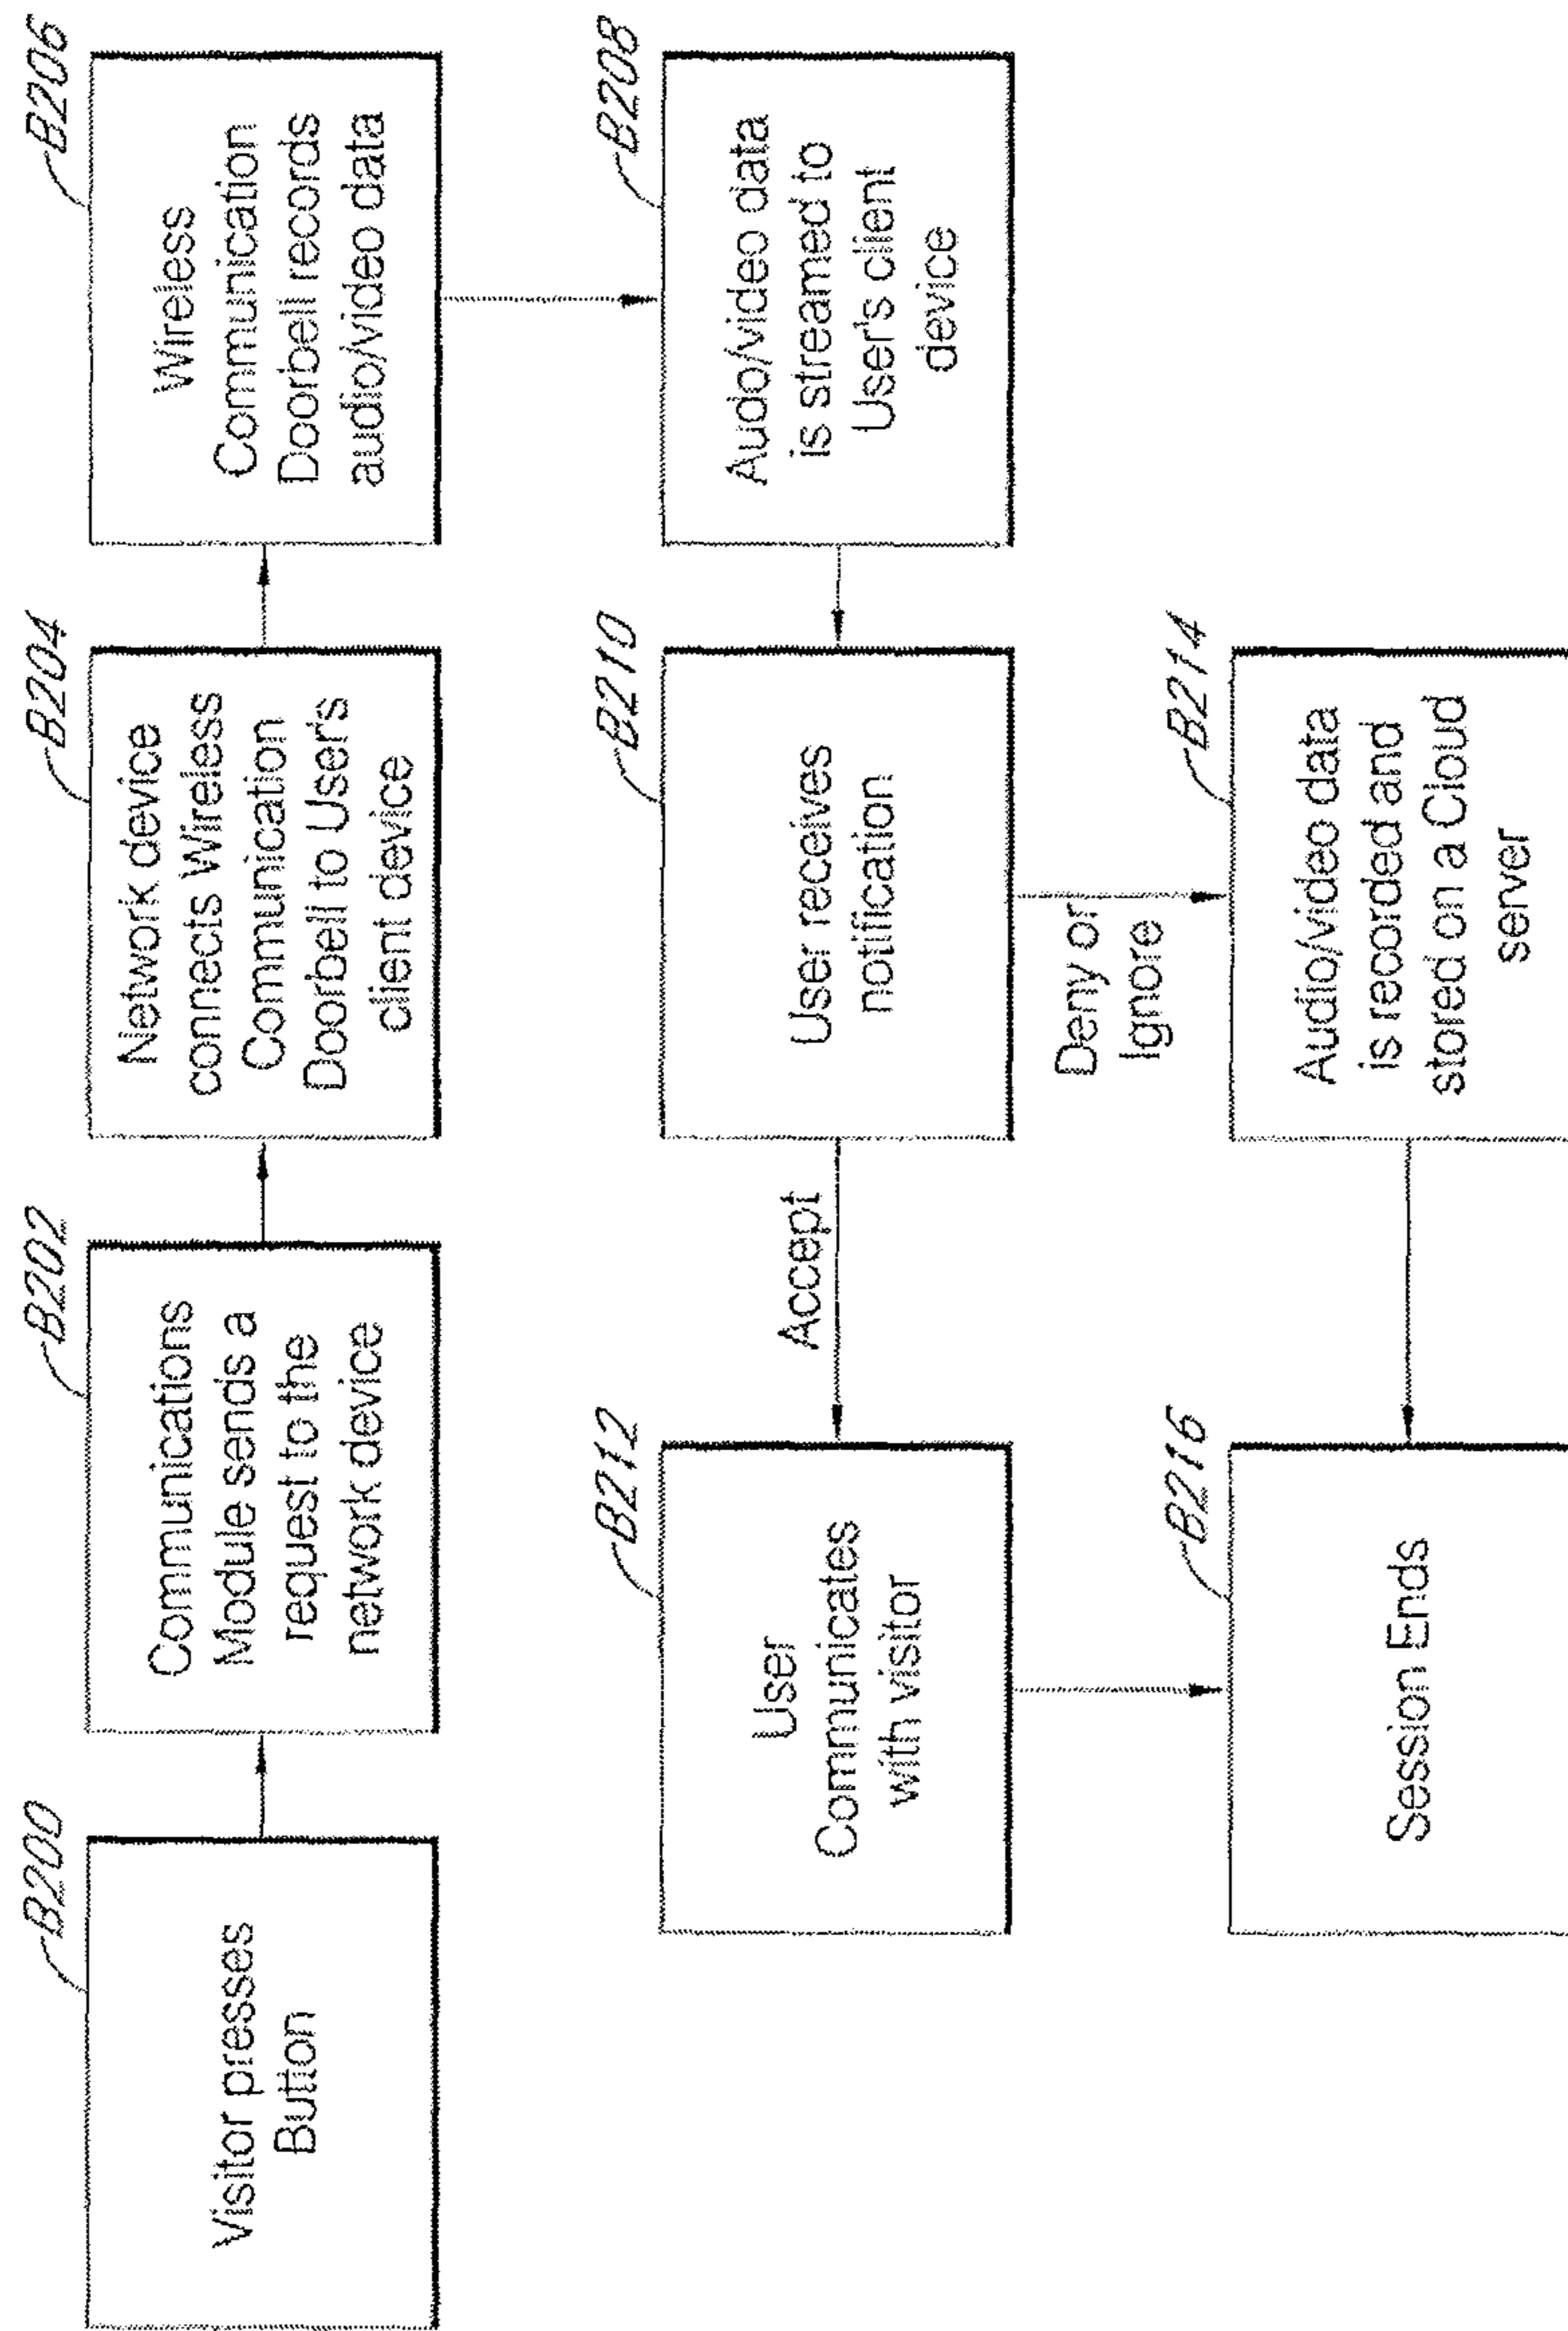 B200
Visitor presses
Button
B202
Communications
Module sends a
request to the
network device
B204
Network device
connects Wireless
Communication
Doorbell to User's
client device
B206
Wireless
Communication
Doorbell records
audio/video data
B208
Audo/video data
is streamed to
User's client
device
B210
User receives
notification
Accept
Deny or
Ignore
B212
User
Communicates
with visitor
B214
Audio/video data
is recorded and
stored on a Cloud
server
B216
Session Ends